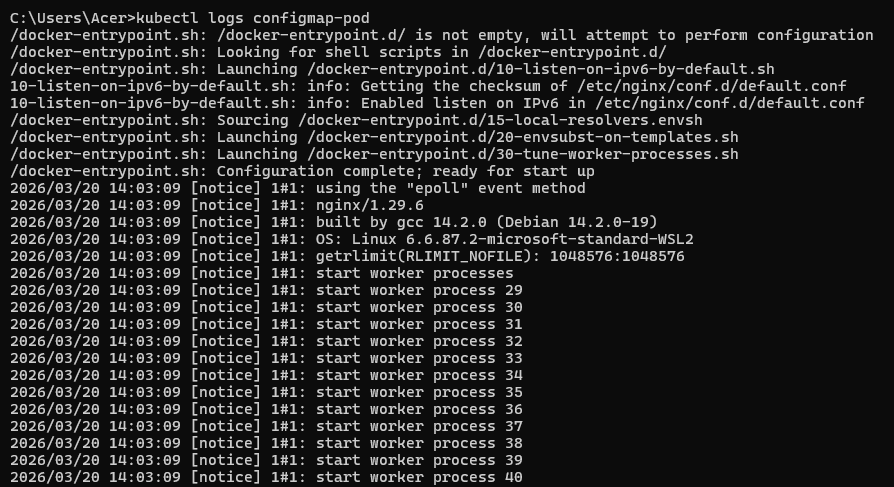 C:\Users\Acer>kubectl logs configmap-pod
/docker-entrypoint.sh: /docker-entrypoint.d/ is not empty, will attempt to perform configuration
/docker-entrypoint.sh: Looking for shell scripts in /docker-entrypoint.d/
/docker-entrypoint.sh: Launching /docker-entrypoint.d/10-listen-on-ipv6-by-default.sh
10-listen-on-ipv6-by-default.sh: info: Getting the checksum of /etc/nginx/conf.d/default.conf
10-listen-on-ipv6-by-default.sh: info: Enabled listen on IPv6 in /etc/nginx/conf.d/default.conf
/docker-entrypoint.sh: Sourcing /docker-entrypoint.d/15-local-resolvers.envsh
/docker-entrypoint.sh: Launching /docker-entrypoint.d/20-envsubst-on-templates.sh
/docker-entrypoint.sh: Launching /docker-entrypoint.d/30-tune-worker-processes.sh
/docker-entrypoint.sh: Configuration complete; ready for start up
2026/03/20 14:03:09 [notice] 1#1: using the "epoll" event method
2026/03/20 14:03:09 [notice] 1#1: nginx/1.29.6
2026/03/20 14:03:09 [notice] 1#1: built by gcc 14.2.0 (Debian 14.2.0-19)
2026/03/20 14:03:09 [notice] 1#1: OS: Linux 6.6.87.2-microsoft-standard-WSL2
2026/03/20 14:03:09 [notice] 1#1: getrlimit(RLIMIT_NOFILE): 1048576:1048576
2026/03/20 14:03:09 [notice] 1#1: start worker processes
2026/03/20 14:03:09 [notice] 1#1: start worker process 29
2026/03/20 14:03:09 [notice] 1#1: start worker process 30
2026/03/20 14:03:09 [notice] 1#1: start worker process 31
2026/03/20 14:03:09 [notice] 1#1: start worker process 32
2026/03/20 14:03:09 [notice] 1#1: start worker process 33
2026/03/20 14:03:09 [notice] 1#1: start worker process 34
2026/03/20 14:03:09 [notice] 1#1: start worker process 35
2026/03/20 14:03:09 [notice] 1#1: start worker process 36
2026/03/20 14:03:09 [notice] 1#1: start worker process 37
2026/03/20 14:03:09 [notice] 1#1: start worker process 38
2026/03/20 14:03:09 [notice] 1#1: start worker process 39
2026/03/20 14:03:09 [notice] 1#1: start worker process 40